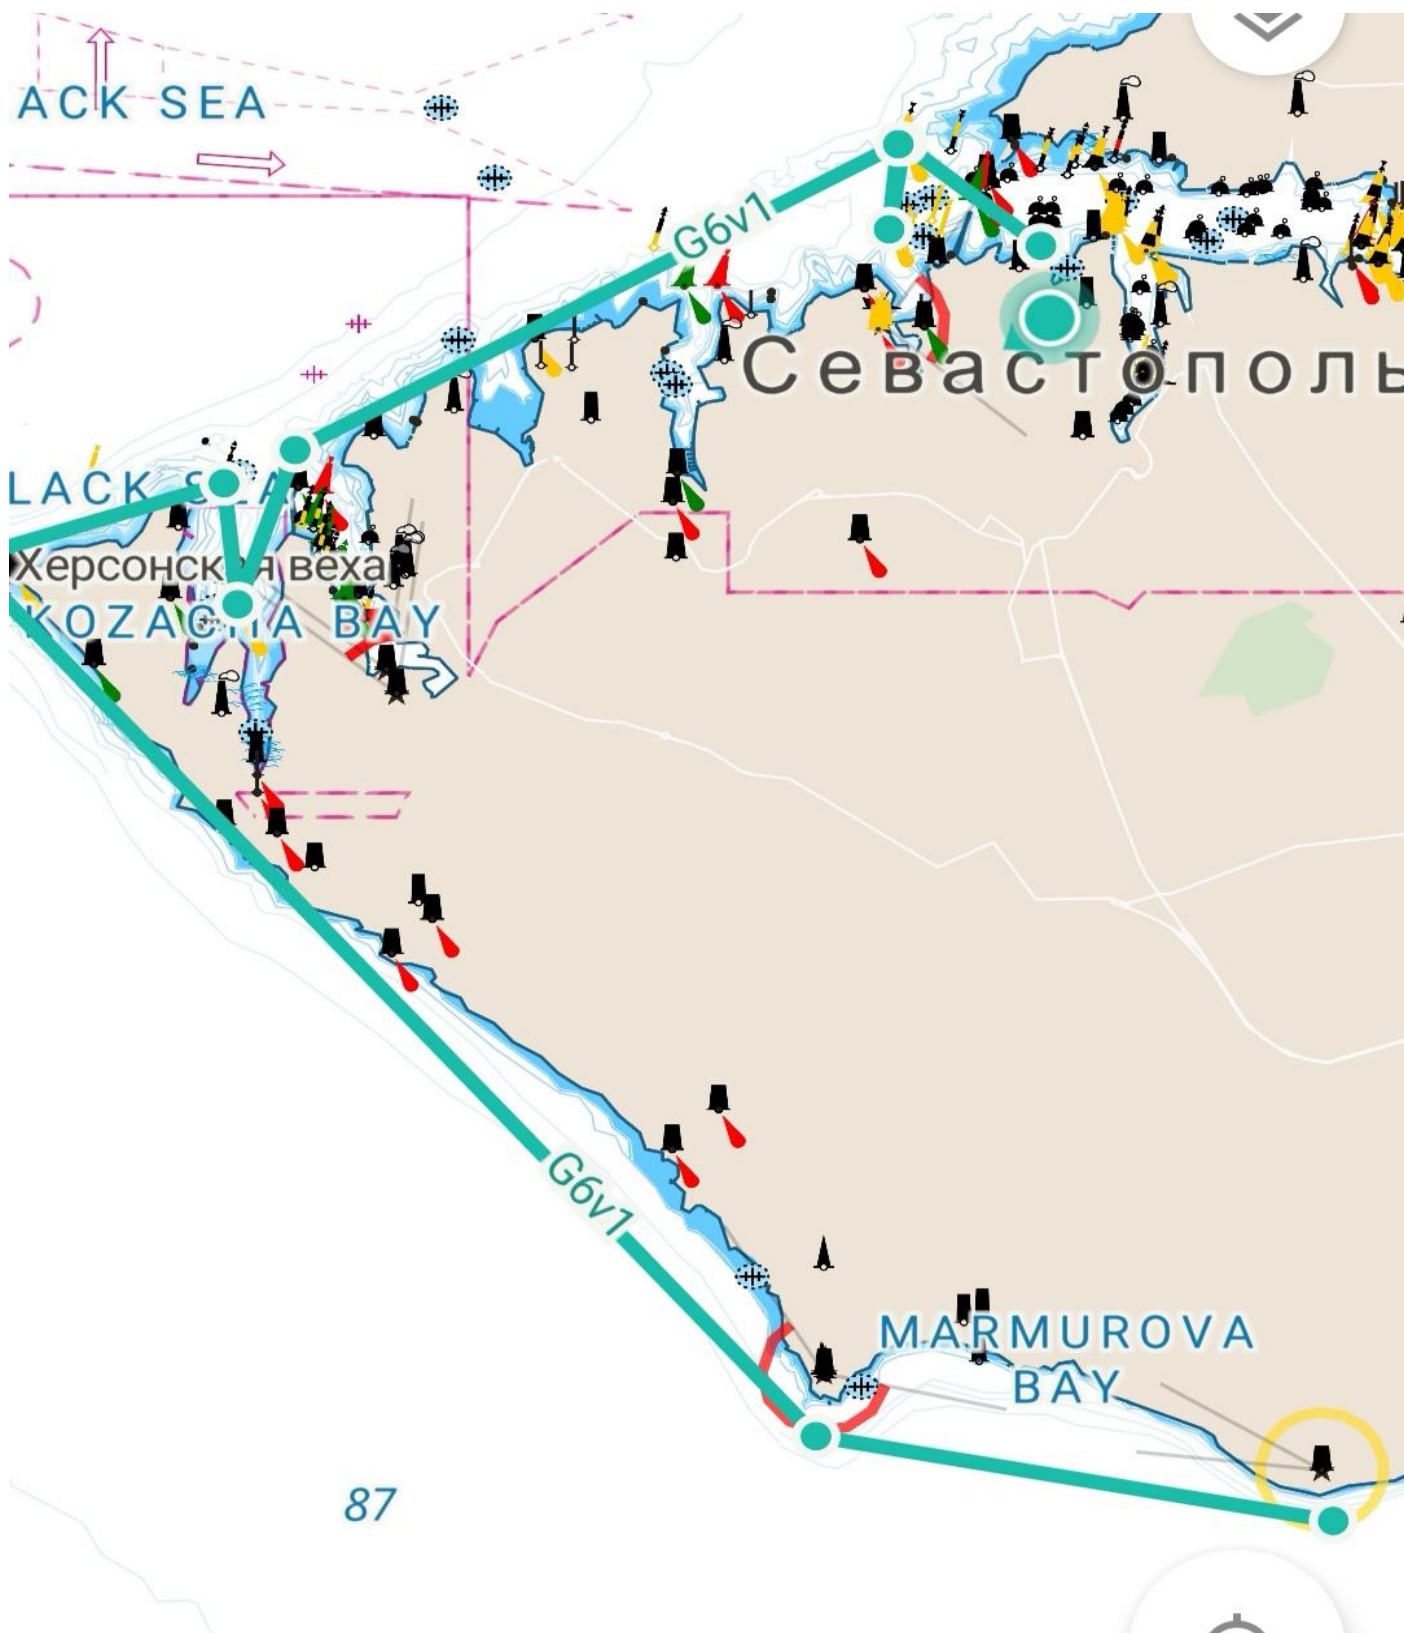 ACK SEA
G6v1
Севастополь
LACK SEA
Херсонская веха
KOZACHA BAY
G6v1
MARMUROVA
BAY
87